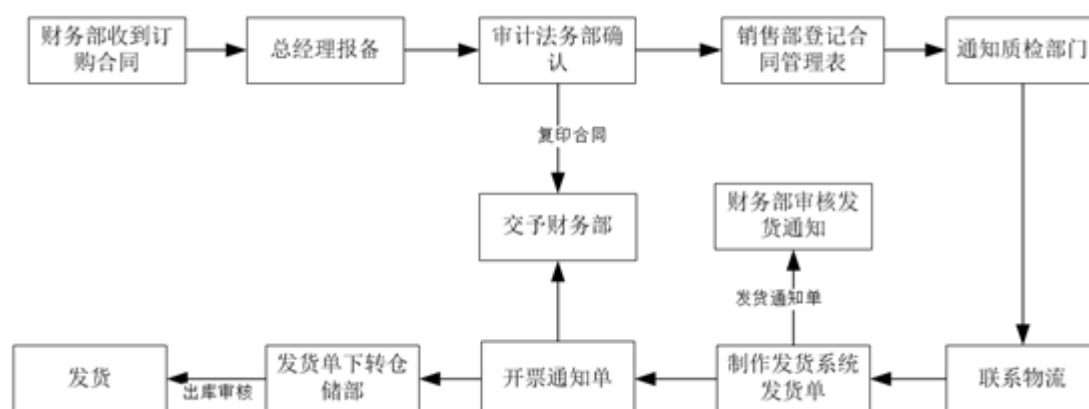 财务部收到订
购合同
总经理报备
审计法务部确
认
销售部登记合
同管理表
通知质检部门
复印合同
交予财务部
财务部审核发
货通知
发货通知单
发货
出库审核
发货单下转仓
储部
开票通知单
制作发货系统
发货单
联系物流